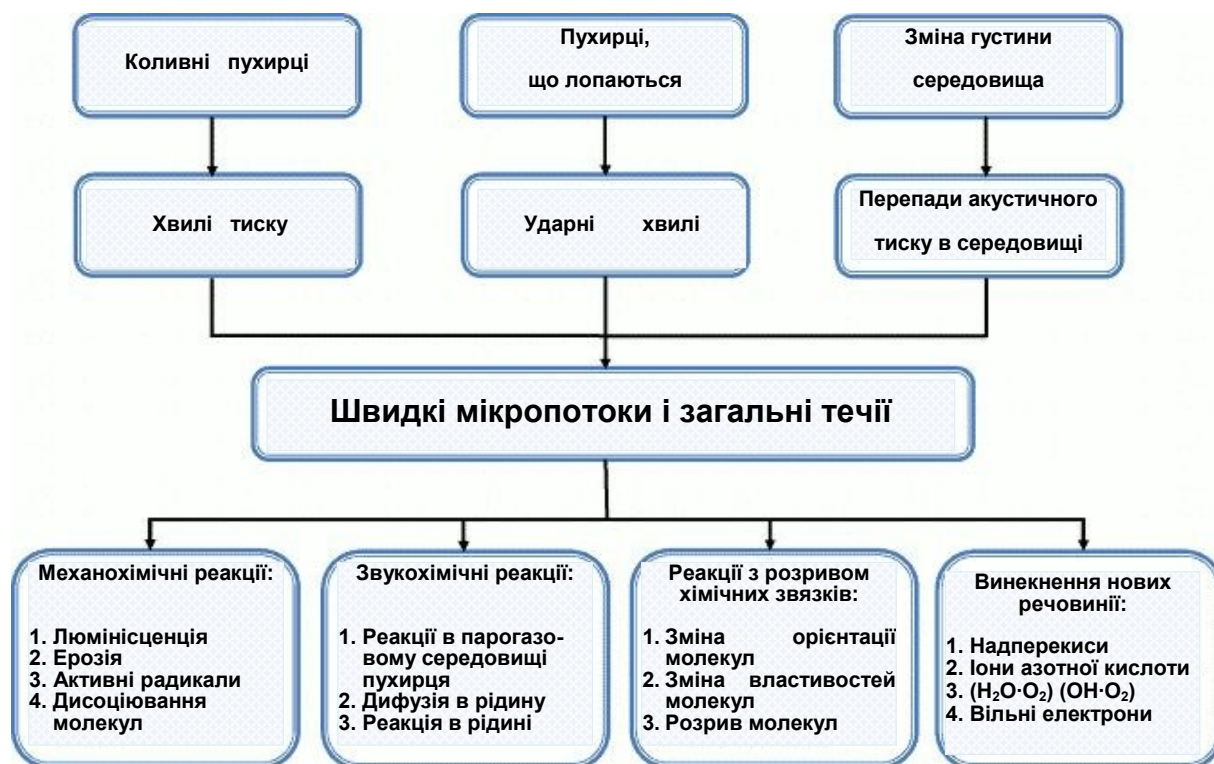 Коливні пухирці
Пухирці,
що лопаються
Зміна густини
середовища
Хвилі тиску
Ударні хвилі
Перепади акустичного
тиску в середовищі
Швидкі мікропотоки і загальні течії
Механохімічні реакції:
1. Люмінісценція
2. Ерозія
3. Активні радикали
4. Дисоціювання
молекул
Звукохімічні реакції:
1. Реакції в парогазо-
вому середовищі
пухирця
2. Дифузія в рідину
3. Реакція в рідині
Реакції з розривом
хімічних звязків:
1. Зміна орієнтації
молекул
2. Зміна властивостей
молекул
3. Розрив молекул
Винекнення нових
речовинії:
1. Надперекиси
2. Іони азотної кислоти
3. (H₂O·O₂) (OH·O₂)
4. Вільні електрони